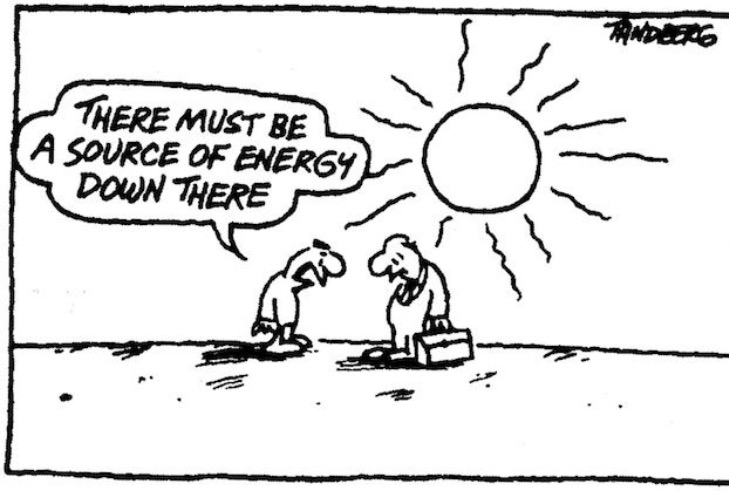 TANDBERG
THERE MUST BE
A SOURCE OF ENERGY
DOWN THERE